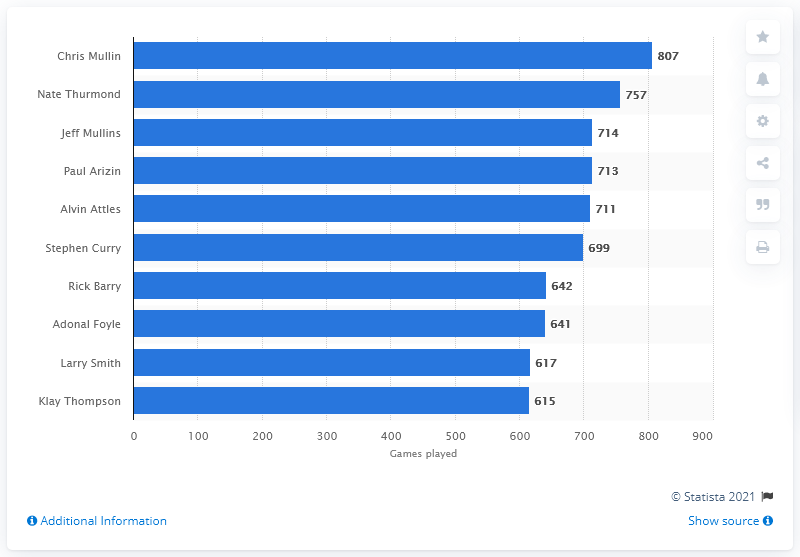 Chris Mullin 807
Nate Thurmond 757
Jeff Mullins 714
Paul Arizin 713
Alvin Attles 711
Stephen Curry 699
Rick Barry 642
Adonal Foyle 641
Larry Smith 617
Klay Thompson 615
0 100 200 300 400 500 600 700 800 900
Games played
© Statista 2021
Additional Information Show source